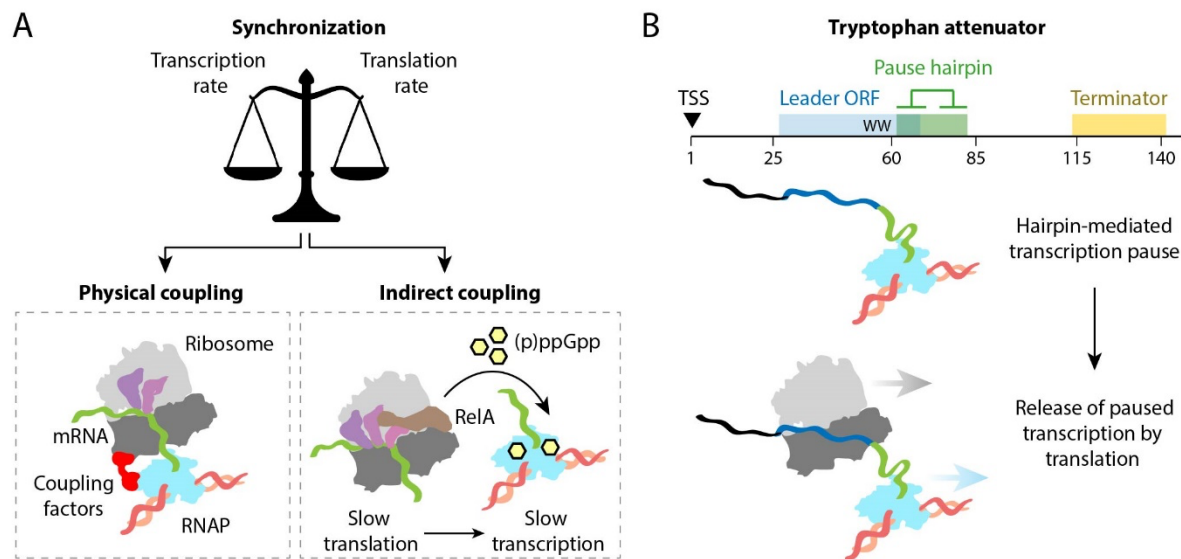 A
Synchronization
Transcription
rate
Translation
rate
Physical coupling
Indirect coupling
Ribosome
mRNA
Coupling
factors
RNAP
(p)ppGpp
RelA
Slow
translation
Slow
transcription
B
Tryptophan attenuator
Pause hairpin
TSS
Leader ORF
Terminator
WW
1
25
60
85
115
140
Hairpin-mediated
transcription pause
Release of paused
transcription by
translation